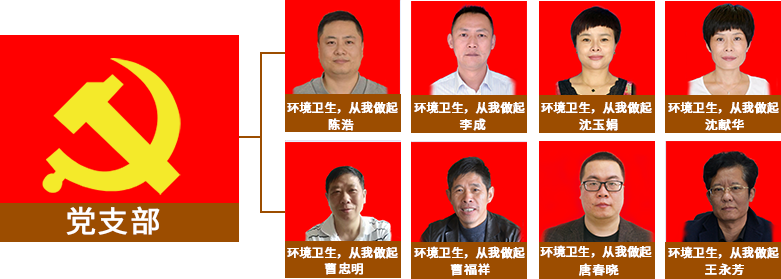 党支部
环境卫生，从我做起
陈浩
环境卫生，从我做起
李成
环境卫生，从我做起
沈玉娟
环境卫生，从我做起
沈献华
环境卫生，从我做起
曹忠明
环境卫生，从我做起
曹福祥
环境卫生，从我做起
唐春晓
环境卫生，从我做起
王永芳